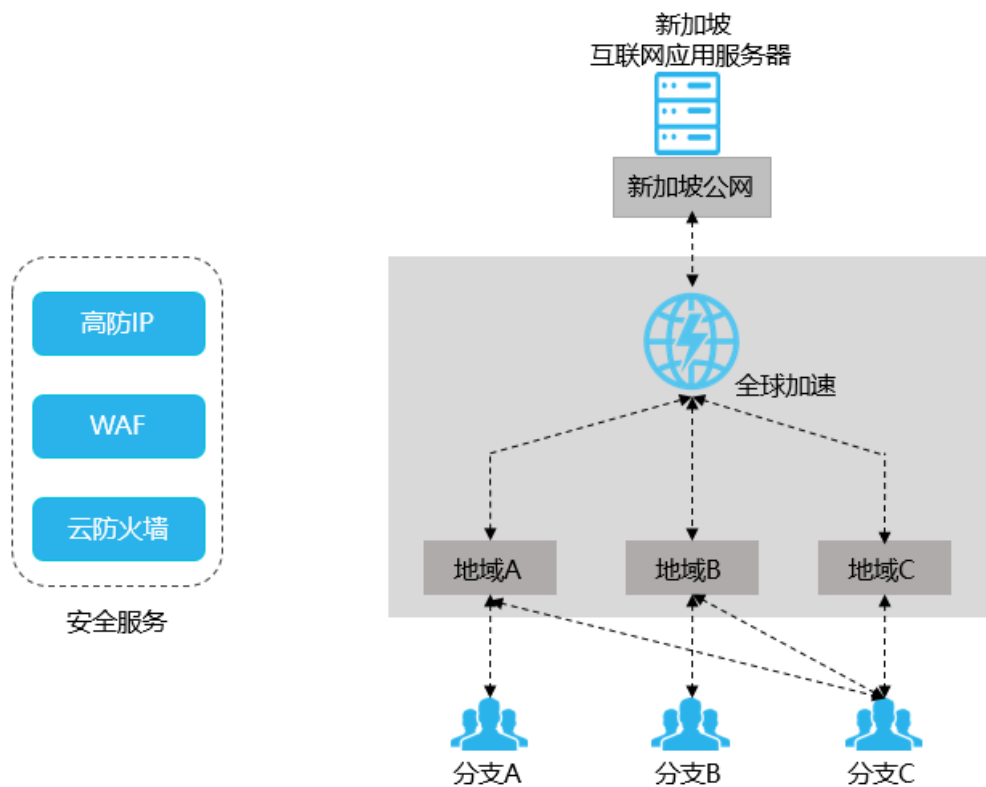 新加坡
互联网应用服务器
新加坡公网
高防IP
WAF
云防火墙
安全服务
全球加速
地域A
地域B
地域C
分支A
分支B
分支C